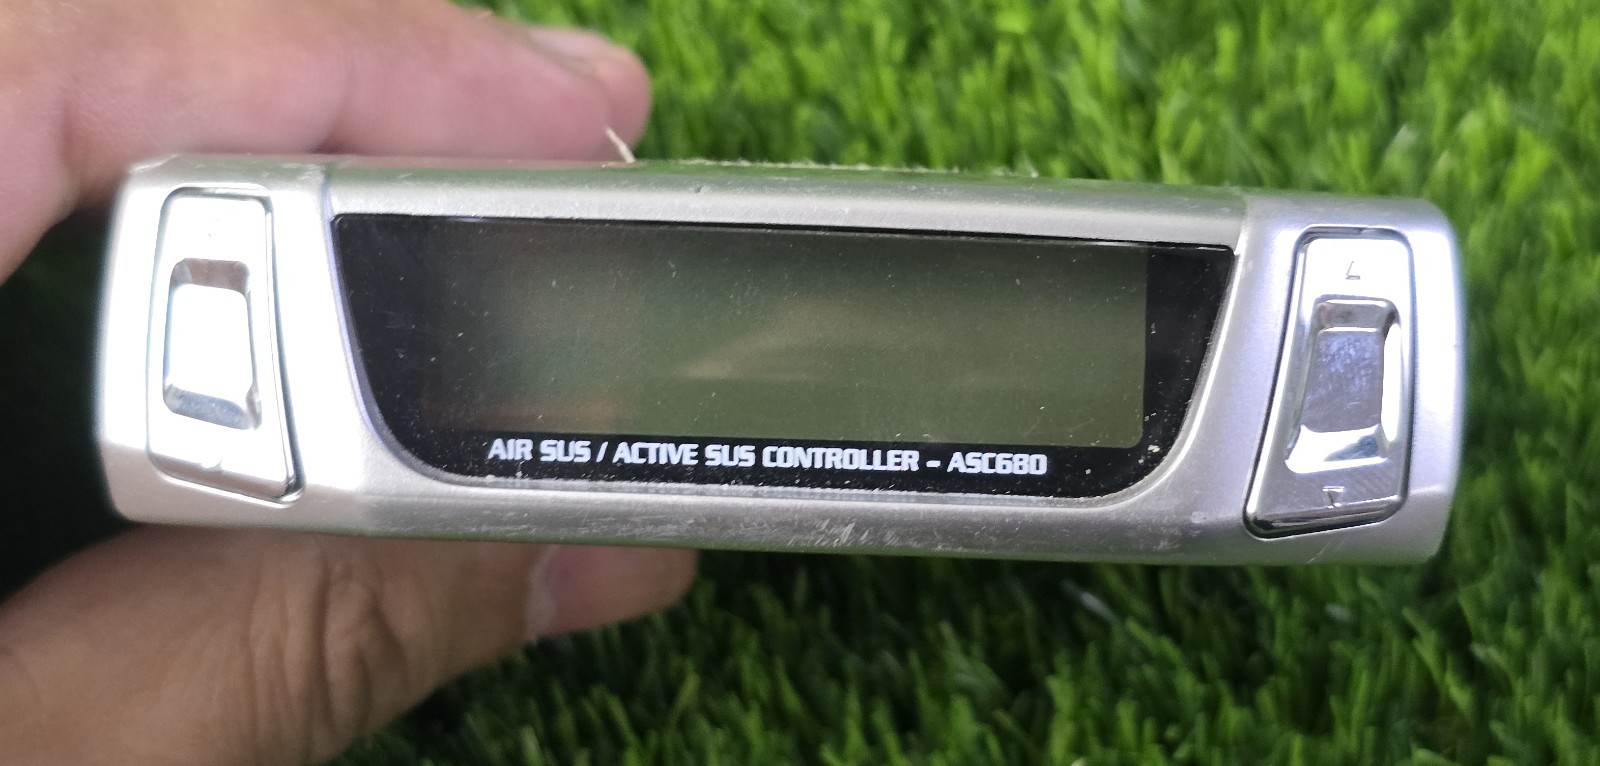 AIR SUS / ACTIVE SUS CONTROLLER - ASC680